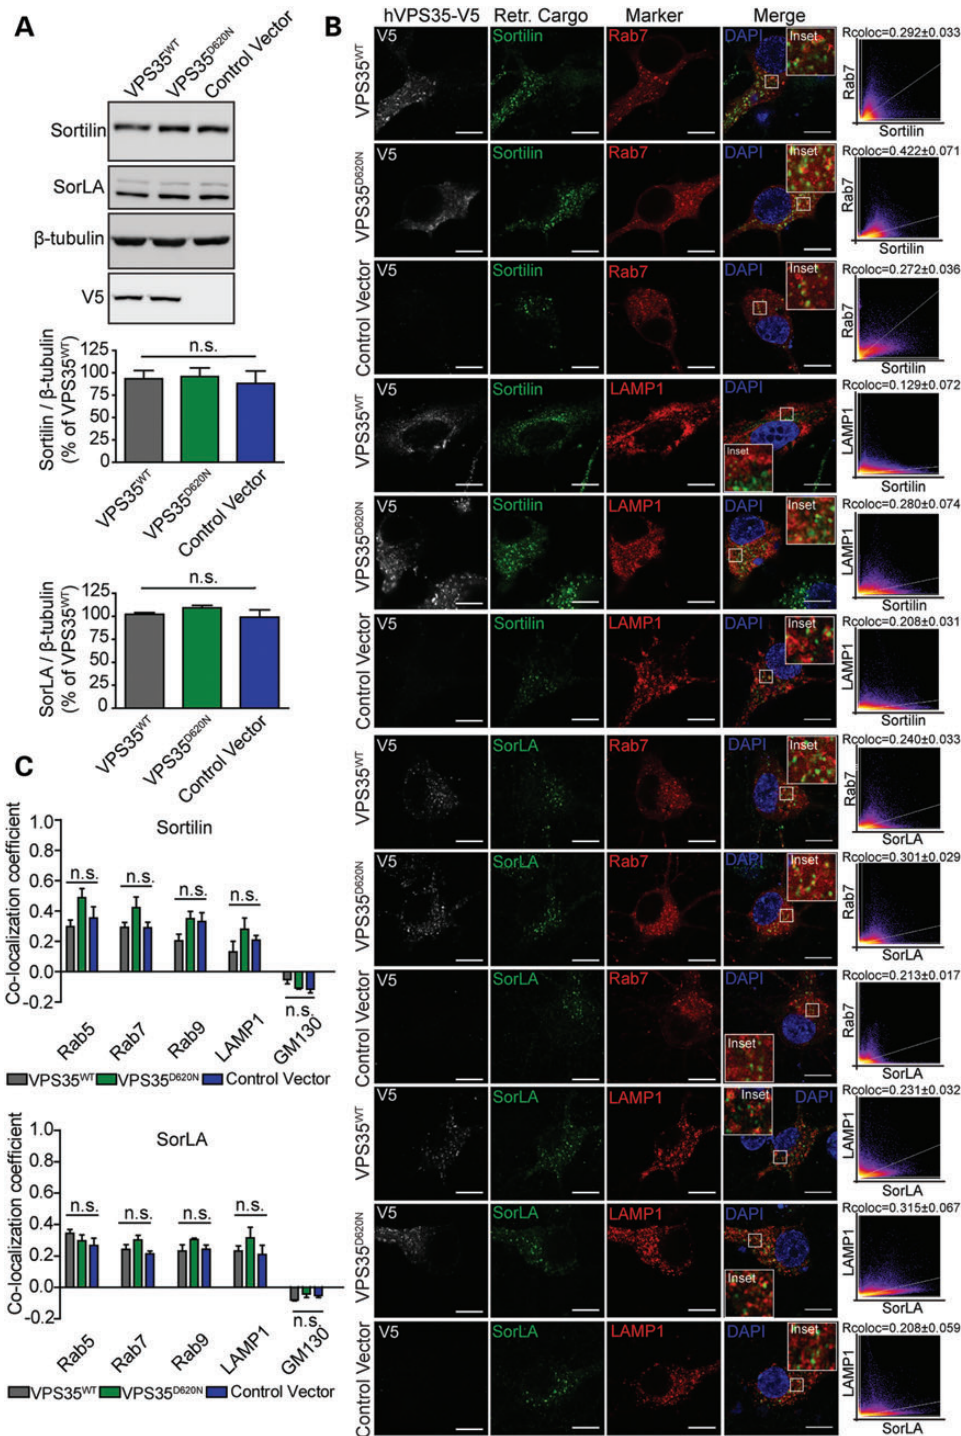 A
VPS35WT
VPS35D620N
Control Vector
Sortilin
SorLA
β-tubulin
V5
Sortilin / β-tubulin
(% of VPS35WT)
125
100
75
50
25
0
n.s.
VPS35WT
VPS35D620N
Control Vector
SorLA / β-tubulin
(% of VPS35WT)
125
100
75
50
25
0
n.s.
VPS35WT
VPS35D620N
Control Vector
B
hVPS35-V5 Retr. Cargo Marker Merge
VPS35WT
V5 Sortilin Rab7 DAPI Inset
Rcoloc=0.292±0.033
Rab7
Sortilin
VPS35D620N
V5 Sortilin Rab7 DAPI Inset
Rcoloc=0.422±0.071
Rab7
Sortilin
Control Vector
V5 Sortilin Rab7 DAPI Inset
Rcoloc=0.272±0.036
Rab7
Sortilin
VPS35WT
V5 Sortilin LAMP1 DAPI Inset
Rcoloc=0.129±0.072
LAMP1
Sortilin
VPS35D620N
V5 Sortilin LAMP1 DAPI Inset
Rcoloc=0.280±0.074
LAMP1
Sortilin
Control Vector
V5 Sortilin LAMP1 DAPI Inset
Rcoloc=0.208±0.031
LAMP1
Sortilin
VPS35WT
V5 SorLA Rab7 DAPI Inset
Rcoloc=0.240±0.033
Rab7
SorLA
VPS35D620N
V5 SorLA Rab7 DAPI Inset
Rcoloc=0.301±0.029
Rab7
SorLA
Control Vector
V5 SorLA Rab7 DAPI Inset
Rcoloc=0.213±0.017
Rab7
SorLA
VPS35WT
V5 SorLA LAMP1 Inset DAPI
Rcoloc=0.231±0.032
LAMP1
SorLA
VPS35D620N
V5 SorLA LAMP1 DAPI Inset
Rcoloc=0.315±0.067
LAMP1
SorLA
Control Vector
V5 SorLA LAMP1 DAPI Inset
Rcoloc=0.208±0.059
LAMP1
SorLA
C
Sortilin
Co-localization coefficient
1.0
0.8
0.6
0.4
0.2
0.0
-0.2
n.s. n.s. n.s. n.s. n.s.
Rab5 Rab7 Rab9 LAMP1 GM130
VPS35WT VPS35D620N Control Vector
SorLA
Co-localization coefficient
1.0
0.8
0.6
0.4
0.2
0.0
-0.2
n.s. n.s. n.s. n.s. n.s.
Rab5 Rab7 Rab9 LAMP1 GM130
VPS35WT VPS35D620N Control Vector